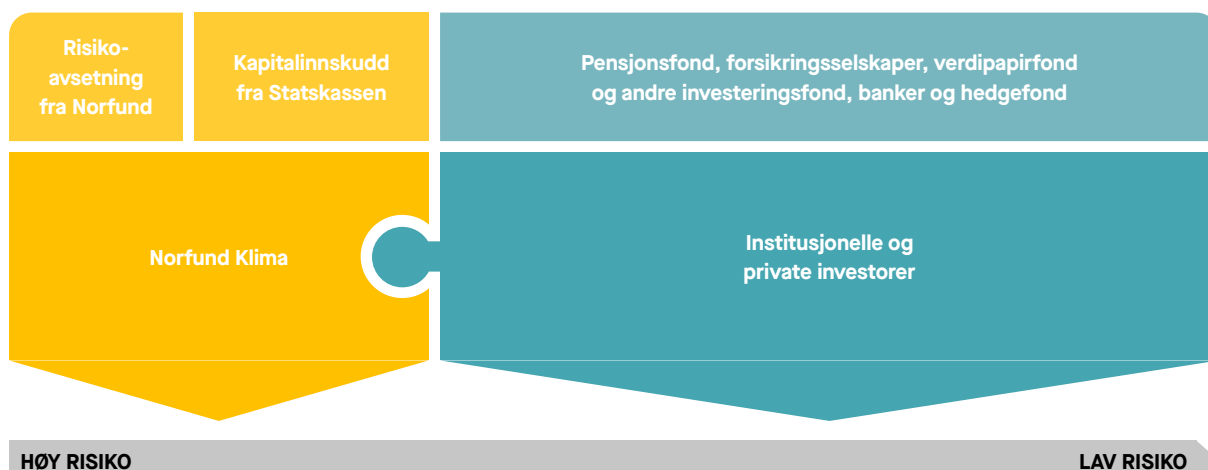 Risiko-
avsetning
fra Norfund
Kapitalinnskudd
fra Statskassen
Pensjonsfond, forsikringsselskaper, verdipapirfond
og andre investeringsfond, banker og hedgefond
Norfund Klima
Institusjonelle og
private investorer
HØY RISIKO
LAV RISIKO